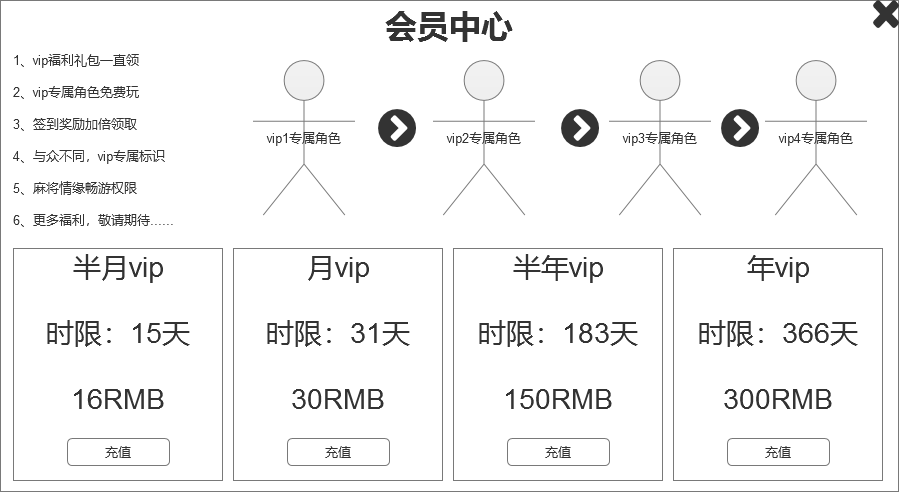 会员中心
1、vip福利礼包一直领
2、vip专属角色免费玩
3、签到奖励加倍领取
4、与众不同，vip专属标识
5、麻将情缘畅游权限
6、更多福利，敬请期待......
vip1专属角色
vip2专属角色
vip3专属角色
vip4专属角色
半月vip
时限：15天
16RMB
充值
月vip
时限：31天
30RMB
充值
半年vip
时限：183天
150RMB
充值
年vip
时限：366天
300RMB
充值